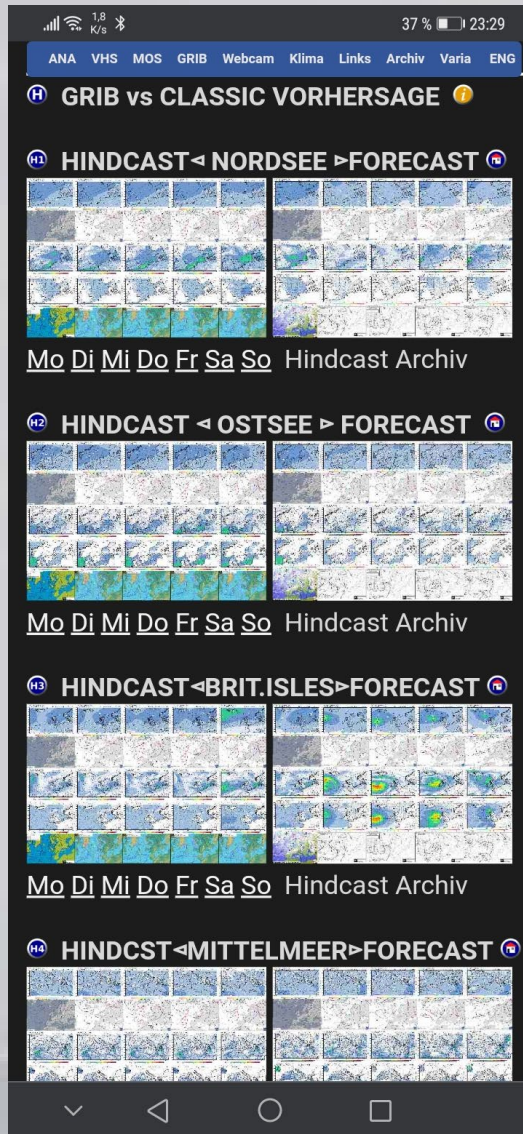 1,8
K/s
37 %
23:29
ANA VHS MOS GRIB Webcam Klima Links Archiv Varia ENG
H GRIB vs CLASSIC VORHERSAGE i
H1 HINDCAST⊲ NORDSEE ⊳FORECAST
Mo Di Mi Do Fr Sa So Hindcast Archiv
H2 HINDCAST ⊲ OSTSEE ⊳ FORECAST
Mo Di Mi Do Fr Sa So Hindcast Archiv
H3 HINDCAST⊲BRIT.ISLES⊳FORECAST
Mo Di Mi Do Fr Sa So Hindcast Archiv
H4 HINDCST⊲MITTELMEER⊳FORECAST